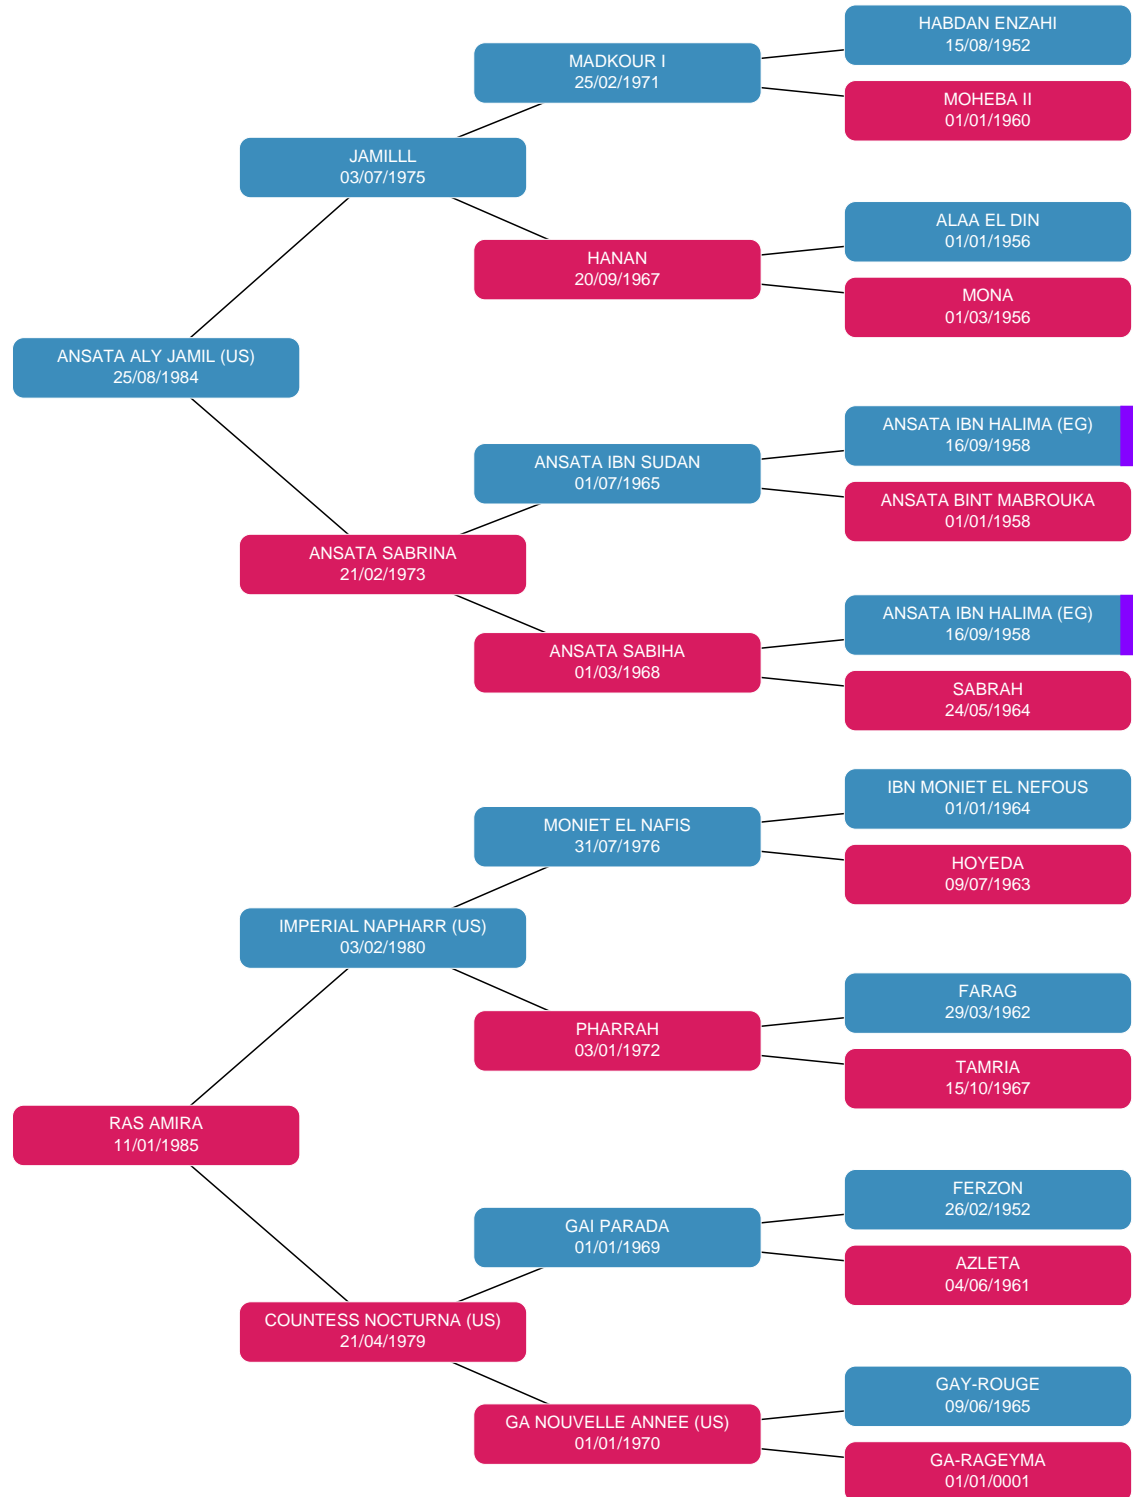 HABDAN ENZAHI
15/08/1952
MADKOUR I
25/02/1971
MOHEBA II
01/01/1960
JAMILLL
03/07/1975
ALAA EL DIN
01/01/1956
HANAN
20/09/1967
MONA
01/03/1956
ANSATA ALY JAMIL (US)
25/08/1984
ANSATA IBN HALIMA (EG)
16/09/1958
ANSATA IBN SUDAN
01/07/1965
ANSATA BINT MABROUKA
01/01/1958
ANSATA SABRINA
21/02/1973
ANSATA IBN HALIMA (EG)
16/09/1958
ANSATA SABIHA
01/03/1968
SABRAH
24/05/1964
IBN MONIET EL NEFOUS
01/01/1964
MONIET EL NAFIS
31/07/1976
HOYEDA
09/07/1963
IMPERIAL NAPHARR (US)
03/02/1980
FARAG
29/03/1962
PHARRAH
03/01/1972
TAMRIA
15/10/1967
RAS AMIRA
11/01/1985
FERZON
26/02/1952
GAI PARADA
01/01/1969
AZLETA
04/06/1961
COUNTESS NOCTURNA (US)
21/04/1979
GAY-ROUGE
09/06/1965
GA NOUVELLE ANNEE (US)
01/01/1970
GA-RAGEYMA
01/01/0001